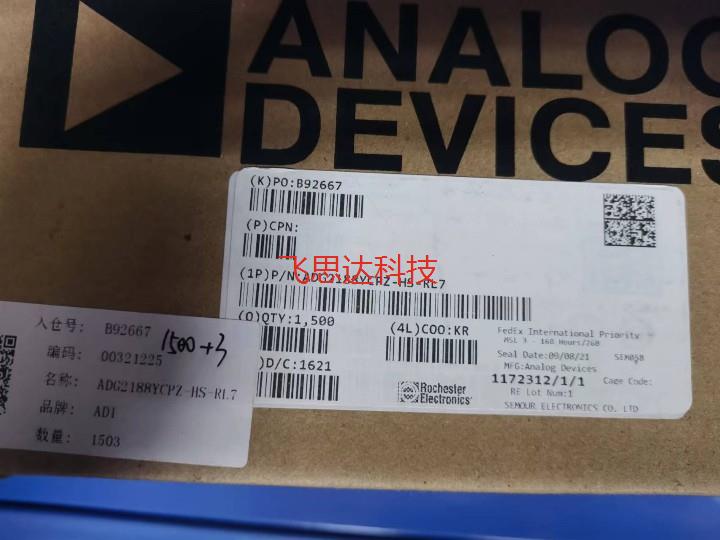 ANALOG
DEVICES
(K)PO:B92667
(P)CPN:
飞思达科技
(1P)P/N:ADG2188YCPZ-HS-RL7
(Q)QTY:1,500
(4L)COO:KR
)D/C:1621
Rochester
Electronics
FedEx International Priority
MSL 3 - 168 Hours/260
Seal Date:09/08/21
MFG:Analog Devices
1172312/1/1
Cage Code:
RE Lot Num:1
SEMOUR ELECTRONICS CO. LTD
入仓号: B92667
1500+3
编码: 00321225
名称: ADG2188YCPZ-HS-RL7
品牌: ADI
数量: 1503